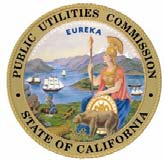 PUBLIC UTILITIES COMMISSION
EUREKA
STATE OF CALIFORNIA